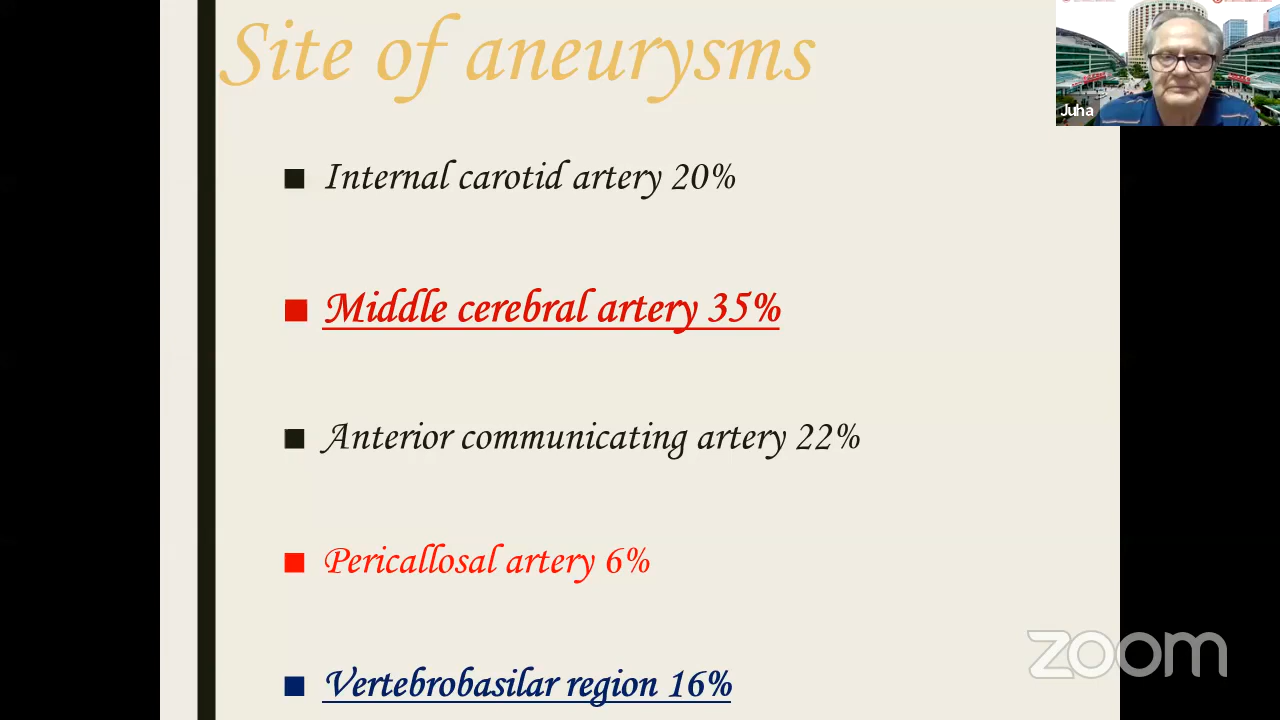 Site of aneurysms
Juha
Internal carotid artery 20%
Middle cerebral artery 35%
Anterior communicating artery 22%
Pericallosal artery 6%
Vertebrobasilar region 16%
zoom